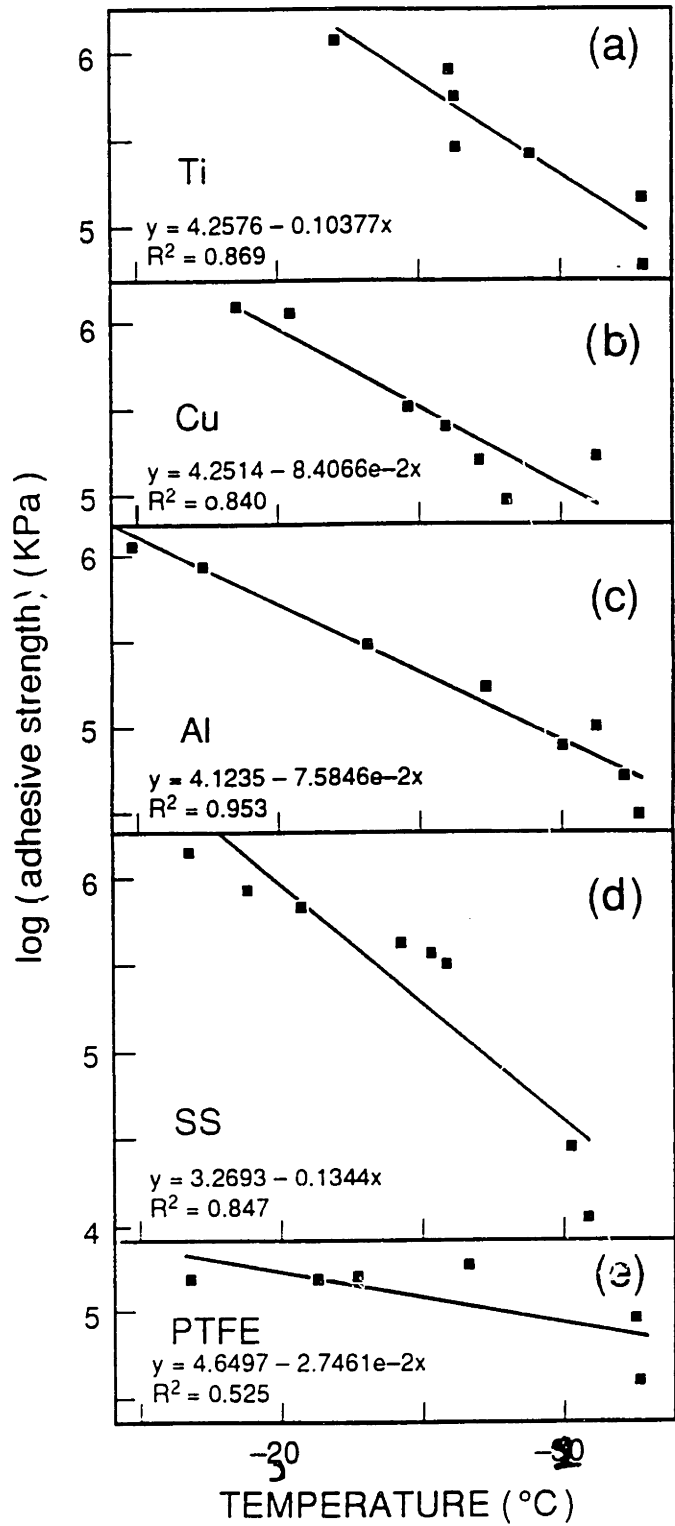 log (adhesive strength) (KPa)
6
5
(a)
Ti
y = 4.2576 – 0.10377x
R² = 0.869
6
5
(b)
Cu
y = 4.2514 – 8.4066e–2x
R² = 0.840
6
5
(c)
Al
y = 4.1235 – 7.5846e–2x
R² = 0.953
6
5
4
(d)
SS
y = 3.2693 – 0.1344x
R² = 0.847
5
(e)
PTFE
y = 4.6497 – 2.7461e–2x
R² = 0.525
–20
TEMPERATURE (°C)